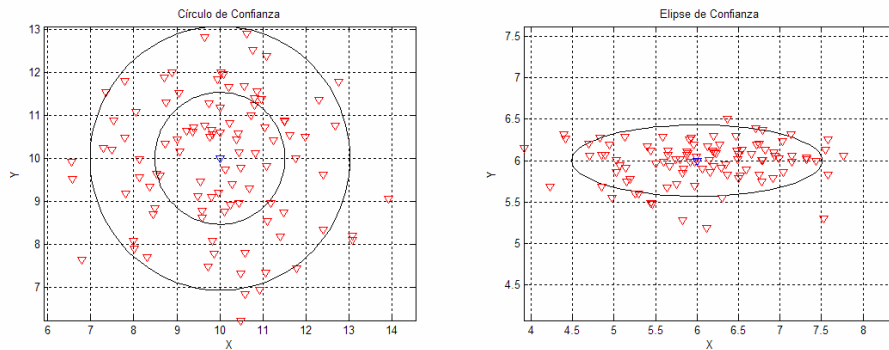 Círculo de Confianza
13
12
11
10
9
8
7
6 7 8 9 10 11 12 13 14
X
Y
Elipse de Confianza
7.5
7
6.5
6
5.5
5
4.5
4 4.5 5 5.5 6 6.5 7 7.5 8
X
Y